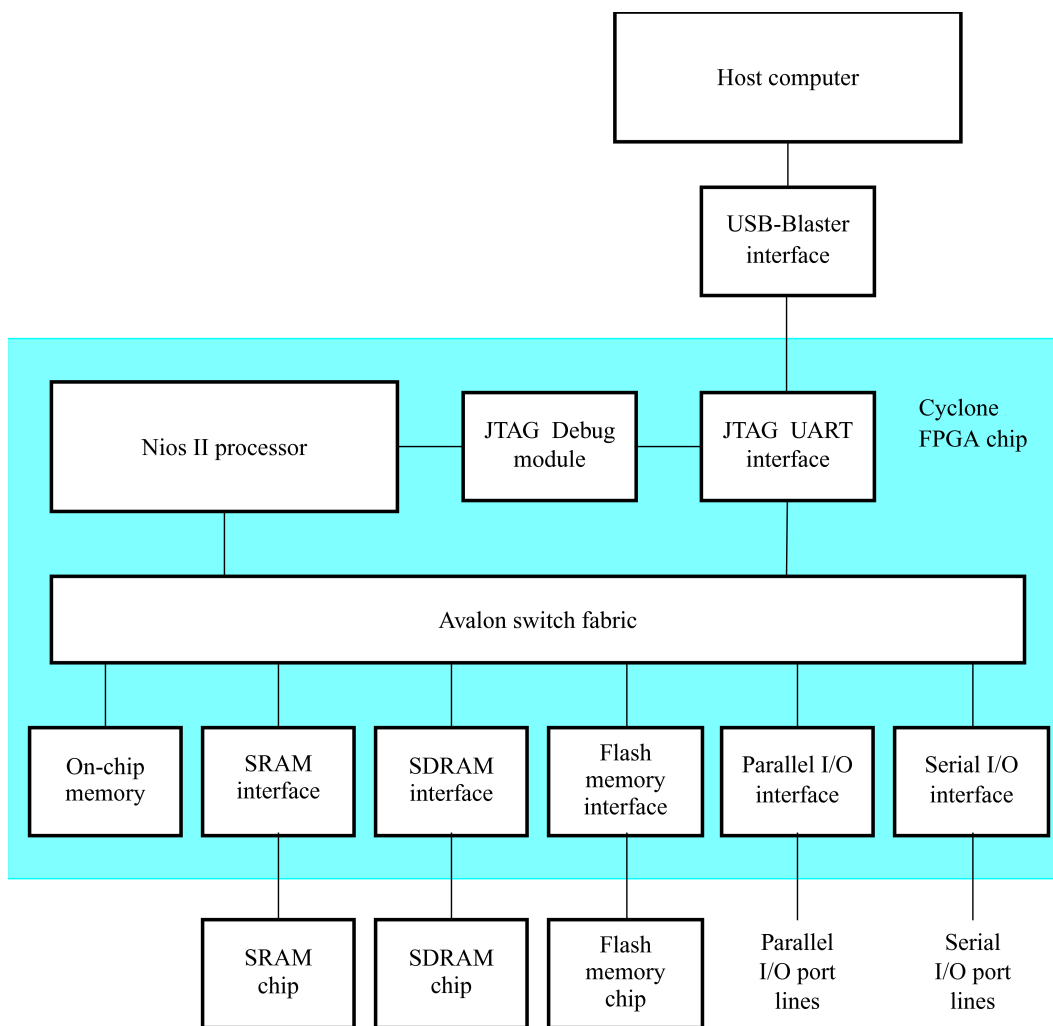 Host computer
USB-Blaster
interface
Cyclone
FPGA chip
Nios II processor
JTAG Debug
module
JTAG UART
interface
Avalon switch fabric
On-chip
memory
SRAM
interface
SDRAM
interface
Flash
memory
interface
Parallel I/O
interface
Serial I/O
interface
SRAM
chip
SDRAM
chip
Flash
memory
chip
Parallel
I/O port
lines
Serial
I/O port
lines